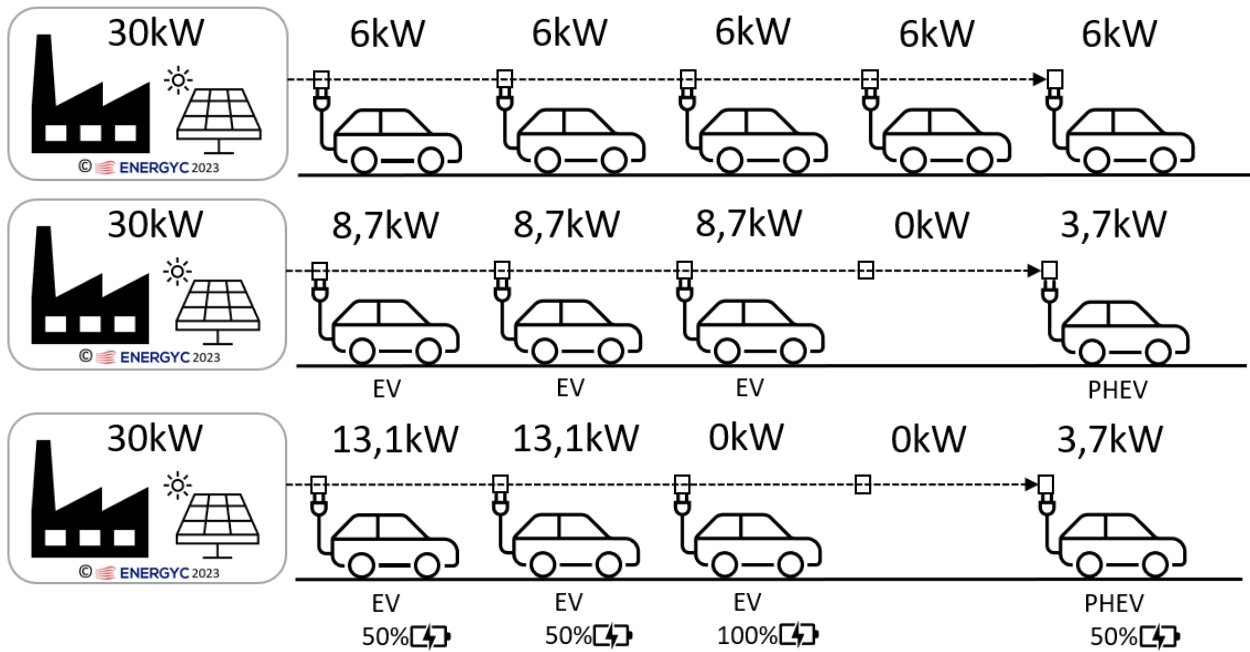 30kW 6kW 6kW 6kW 6kW 6kW
© ENERGYC 2023
30kW 8,7kW 8,7kW 8,7kW 0kW 3,7kW
© ENERGYC 2023
EV EV EV PHEV
30kW 13,1kW 13,1kW 0kW 0kW 3,7kW
© ENERGYC 2023
EV EV EV PHEV
50% 50% 100% 50%